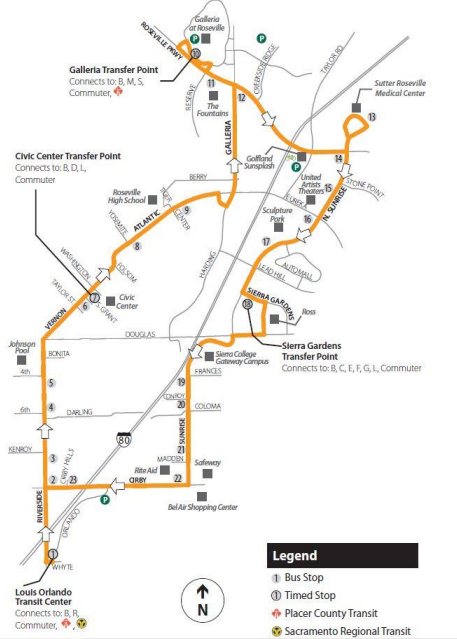 Galleria
at Roseville
ROSEVILLE PKWY
P
P
10
CREEKSIDE RIDGE
TAYLOR RD
Galleria Transfer Point
Connects to: B, M, S,
Commuter,
RESERVE
11
12
The
Fountains
Sutter Roseville
Medical Center
13
GALLERIA
Golfland
Sunsplash
P
14
STONE POINT
Civic Center Transfer Point
Connects to: B, D, L,
Commuter
BERRY
United
Artists
Theaters
15
N. SUNRISE
EUREKA
Roseville
High School
TIGER
CENTER
9
Sculpture
Park
16
YOSEMITE
ATLANTIC
8
17
HARDING
LEAD HILL
AUTOMALL
WASHINGTON
FOLSOM
TAYLOR ST.
7
6
S. GRANT
Civic
Center
SIERRA GARDENS
18
Ross
VERNON
DOUGLAS
Sierra Gardens
Transfer Point
Connects to: B, C, E, F, G, L, Commuter
Johnson
Pool
BONITA
Sierra College
Gateway Campus
4th
5
19
FRANCES
CONROY
6th
4
DARLING
20
COLOMA
80
SUNRISE
KENROY
3
CIRBY HILLS
21
MADDEN
Rite Aid
Safeway
2
23
CIRBY
22
P
Bel Air Shopping Center
RIVERSIDE
ORLANDO
1
WHYTE
N
Louis Orlando
Transit Center
Connects to: B, R,
Commuter,
Legend
1 Bus Stop
1 Timed Stop
Placer County Transit
Sacramento Regional Transit